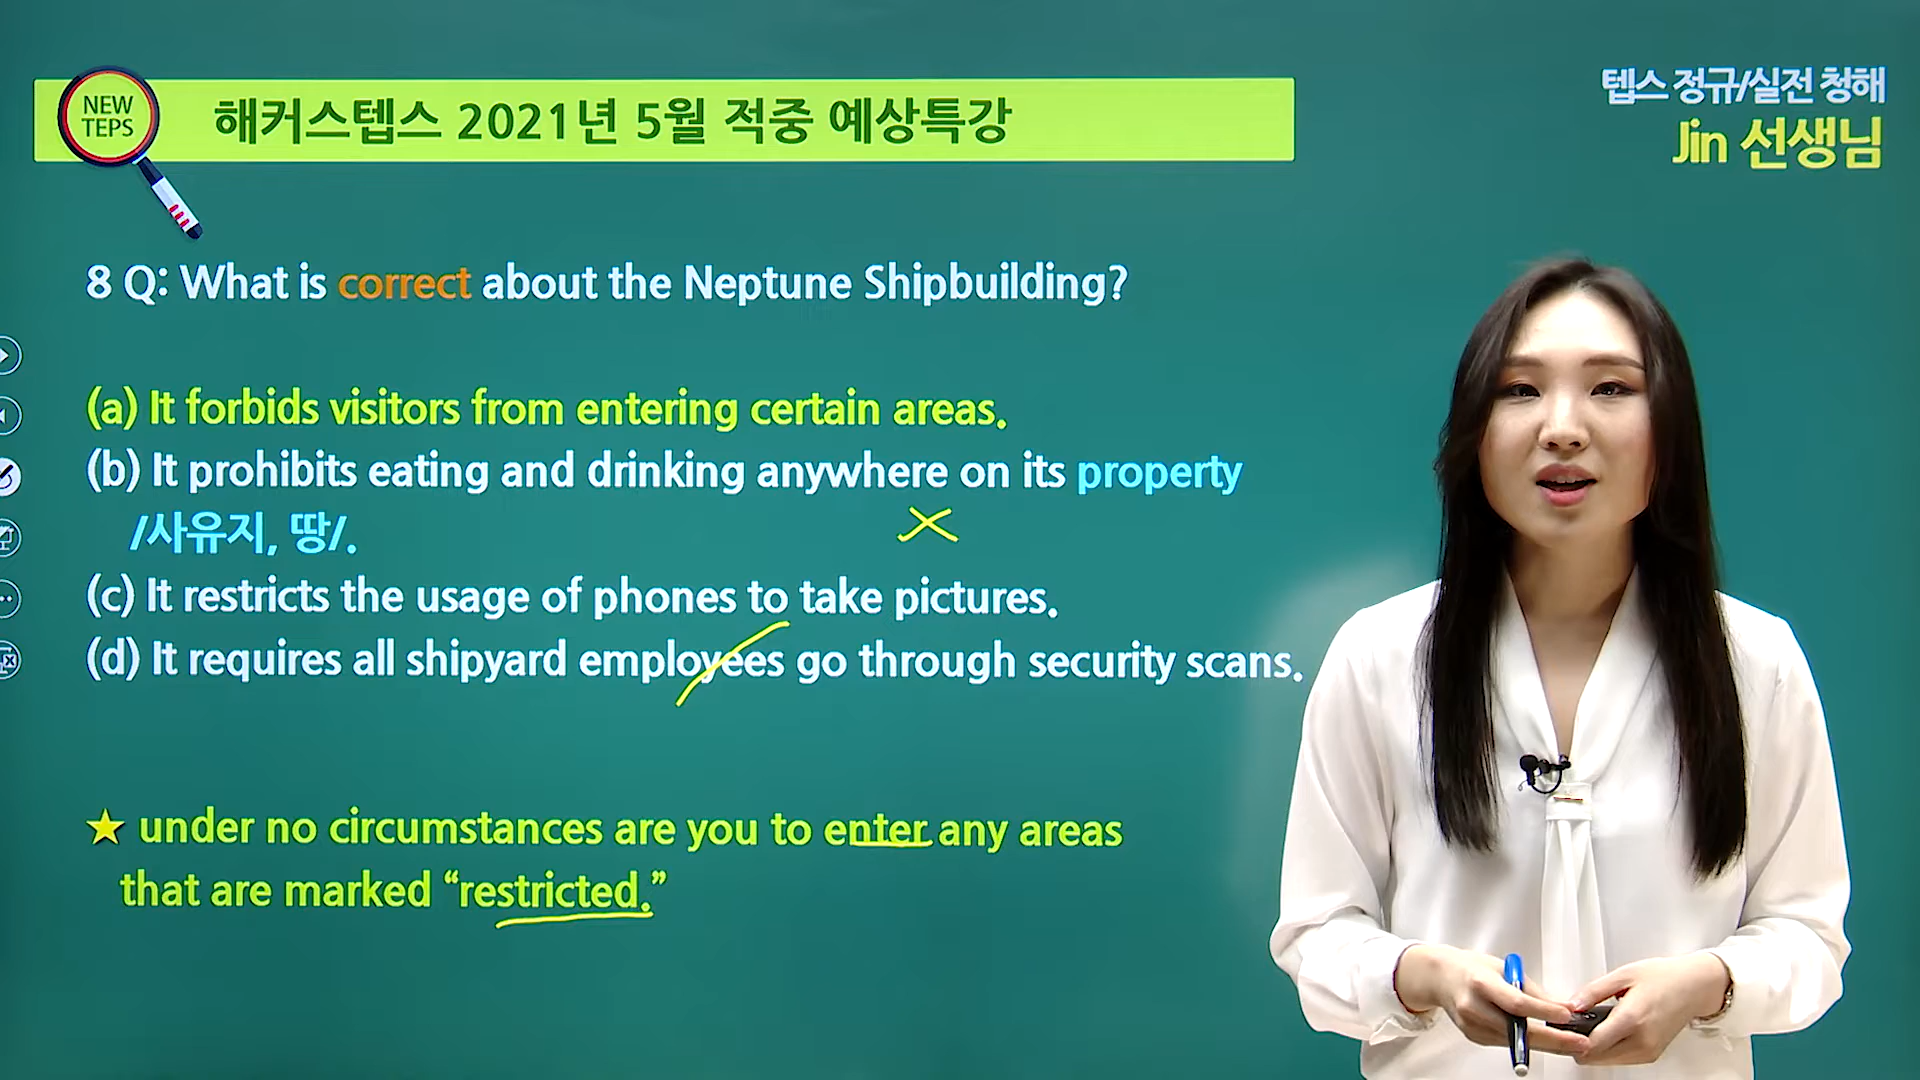 NEW
TEPS
해커스텝스 2021년 5월 적중 예상특강
텝스 정규/실전 청해
Jin 선생님
8 Q: What is correct about the Neptune Shipbuilding?
(a) It forbids visitors from entering certain areas.
(b) It prohibits eating and drinking anywhere on its property
/사유지, 땅/.
(c) It restricts the usage of phones to take pictures.
(d) It requires all shipyard employees go through security scans.
★ under no circumstances are you to enter any areas
that are marked “restricted.”